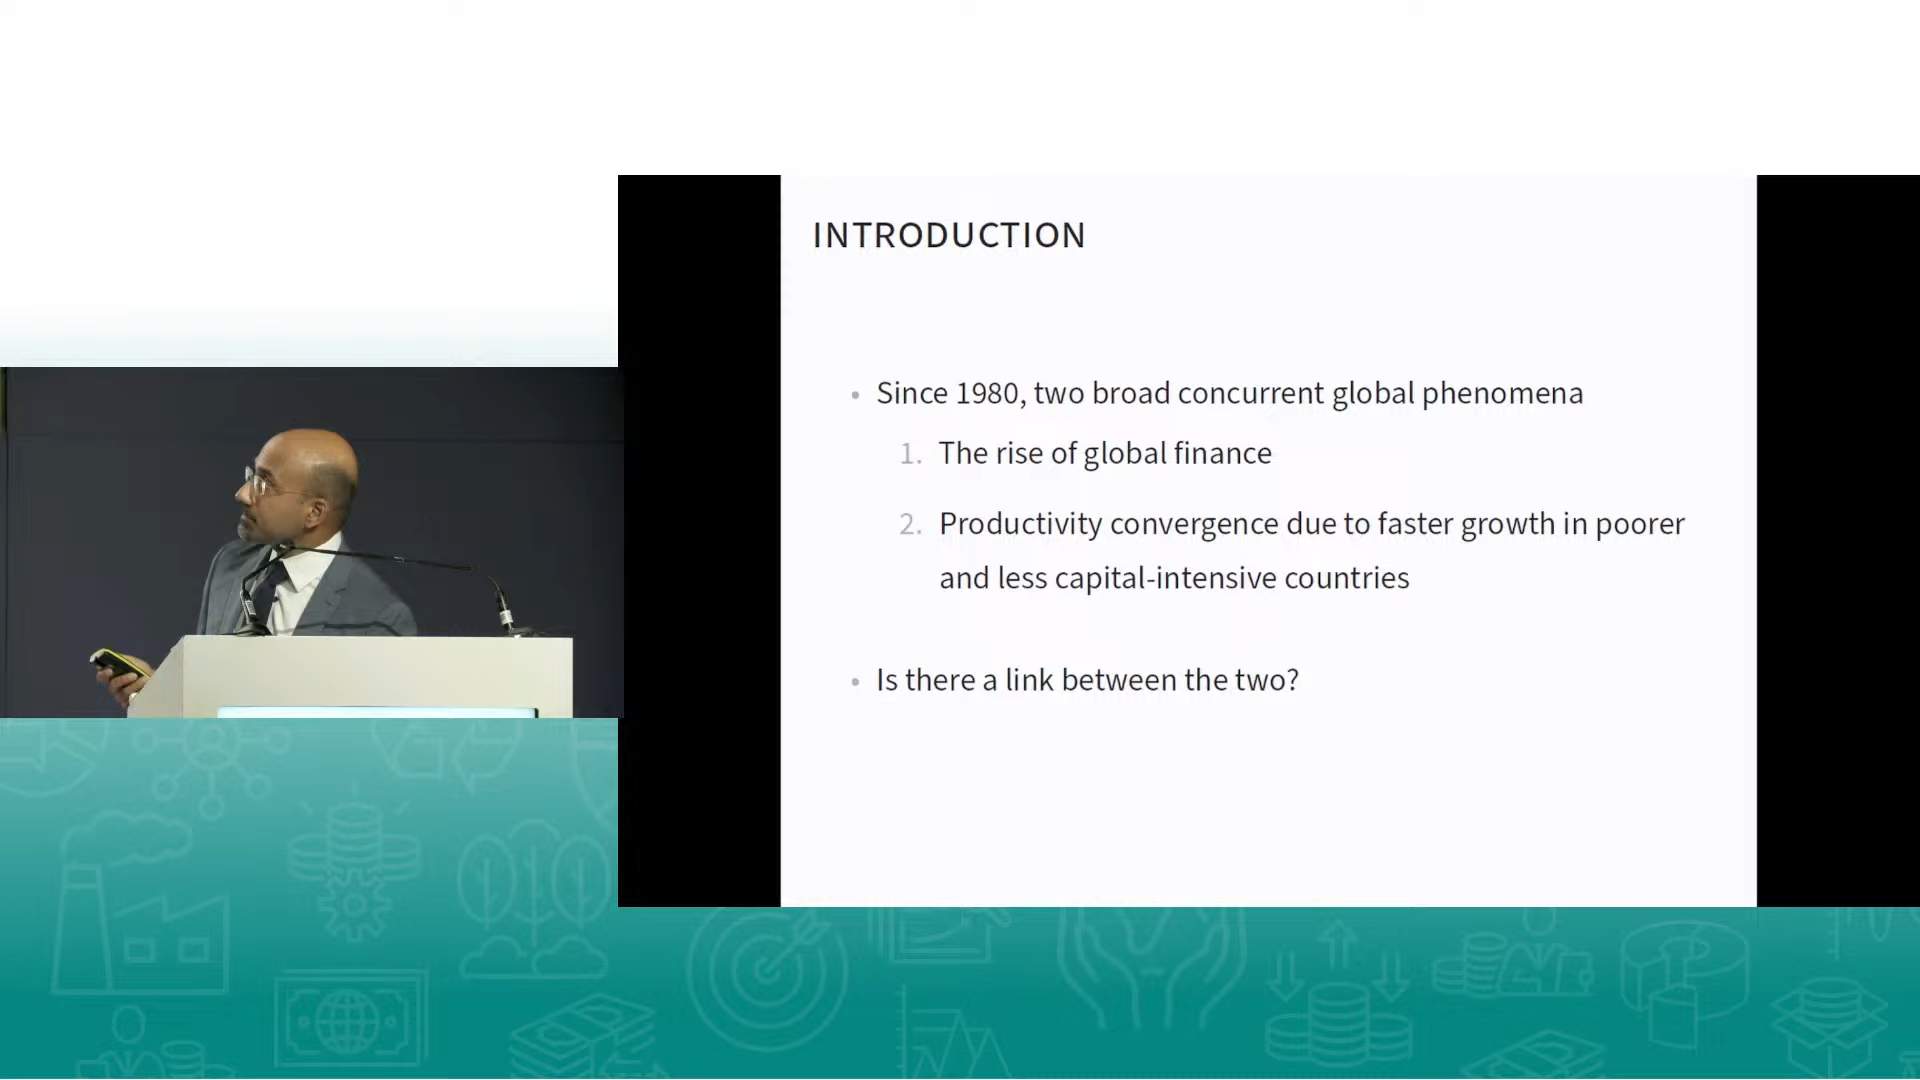 INTRODUCTION
• Since 1980, two broad concurrent global phenomena
1. The rise of global finance
2. Productivity convergence due to faster growth in poorer
and less capital-intensive countries
• Is there a link between the two?